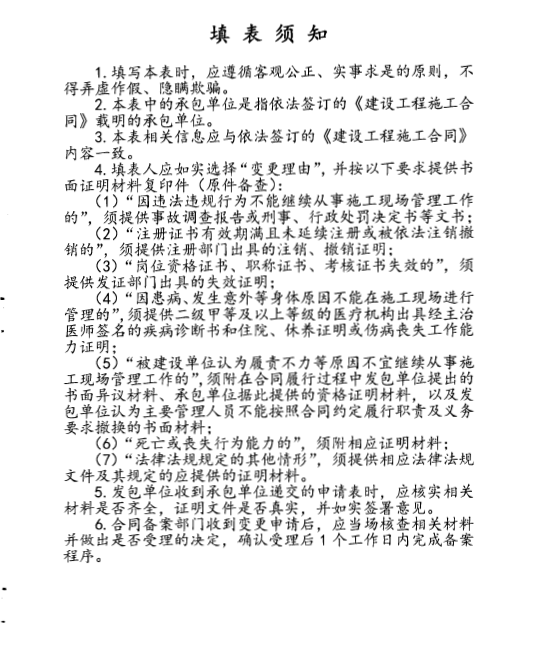 填表须知
1. 填写本表时，应遵循客观公正、实事求是的原则，不
得弄虚作假、隐瞒欺骗。
2. 本表中的承包单位是指依法签订的《建设工程施工合
同》载明的承包单位。
3. 本表相关信息应与依法签订的《建设工程施工合同》
内容一致。
4. 填表人应如实选择“变更理由”，并按以下要求提供书
面证明材料复印件（原件备查）：
（1）“因违法违规行为不能继续从事施工现场管理工作
的”，须提供事故调查报告或刑事、行政处罚决定书等文书；
（2）“注册证书有效期满且未延续注册或被依法注销撤
销的”，须提供注册部门出具的注销、撤销证明；
（3）“岗位资格证书、职称证书、考核证书失效的”，须
提供发证部门出具的失效证明；
（4）“因患病、发生意外等身体原因不能在施工现场进行
管理的”，须提供二级甲等及以上等级的医疗机构出具经主治
医师签名的疾病诊断书和住院、休养证明或伤病丧失工作能
力证明；
（5）“被建设单位认为履责不力等原因不宜继续从事施
工现场管理工作的”，须附在合同履行过程中发包单位提出的
书面异议材料、承包单位据此提供的资格证明材料，以及发
包单位认为主要管理人员不能按照合同约定履行职责及义务
要求撤换的书面材料；
（6）“死亡或丧失行为能力的”，须附相应证明材料；
（7）“法律法规规定的其他情形”，须提供相应法律法规
文件及其规定的应提供的证明材料。
5. 发包单位收到承包单位递交的申请表时，应核实相关
材料是否齐全，证明文件是否真实，并如实签署意见。
6. 合同备案部门收到变更申请后，应当场核查相关材料
并做出是否受理的决定，确认受理后1个工作日内完成备案
程序。